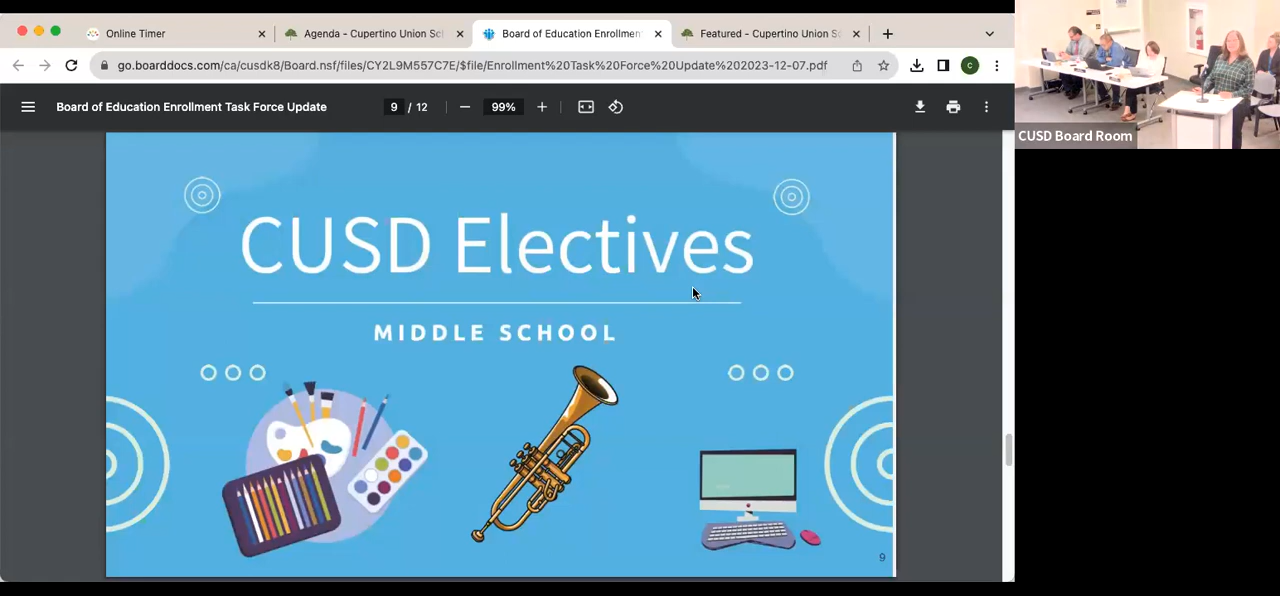 Online Timer
Agenda - Cupertino Union Sch
Board of Education Enrollmen
Featured - Cupertino Union S
go.boarddocs.com/ca/cusdk8/Board.nsf/files/CY2L9M557C7E/$file/Enrollment%20Task%20Force%20Update%202023-12-07.pdf
C
Board of Education Enrollment Task Force Update
9 / 12
99%
CUSD Board Room
CUSD Electives
MIDDLE SCHOOL
9